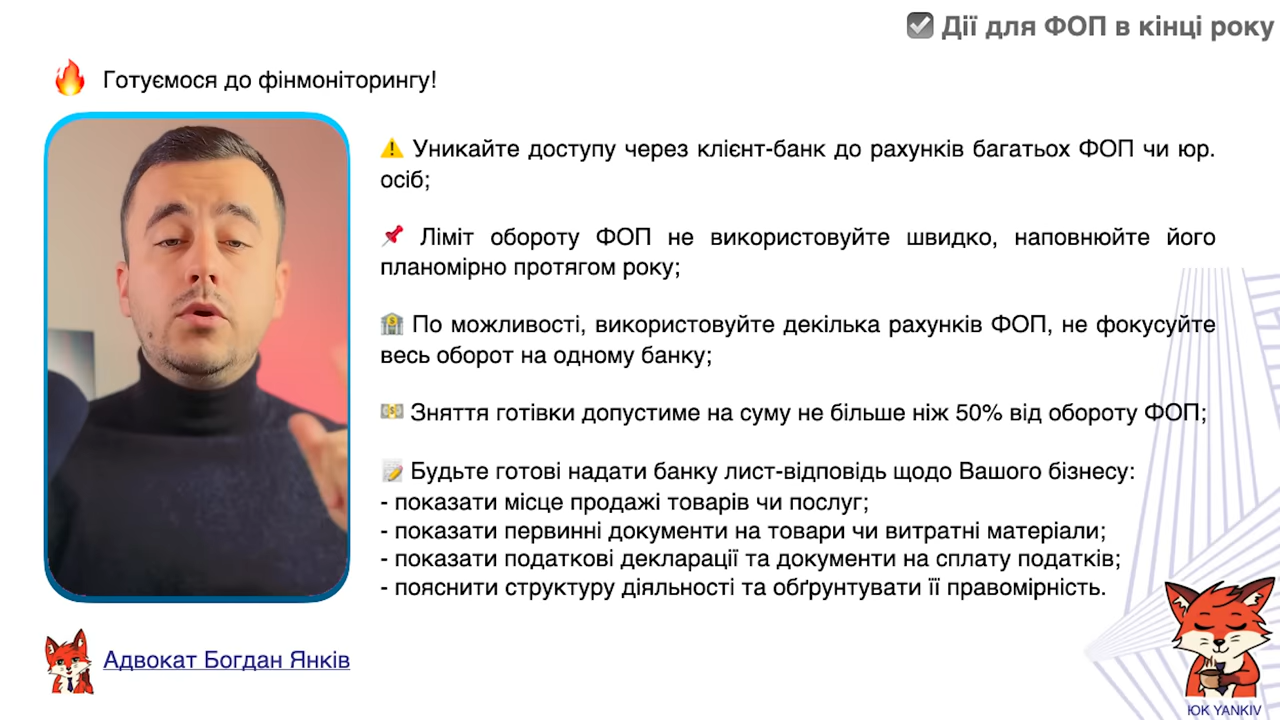 Дії для ФОП в кінці року
Готуємося до фінмоніторингу!
Уникайте доступу через клієнт-банк до рахунків багатьох ФОП чи юр.
осіб;
Ліміт обороту ФОП не використовуйте швидко, наповнюйте його
планомірно протягом року;
По можливості, використовуйте декілька рахунків ФОП, не фокусуйте
весь оборот на одному банку;
Зняття готівки допустиме на суму не більше ніж 50% від обороту ФОП;
Будьте готові надати банку лист-відповідь щодо Вашого бізнесу:
- показати місце продажі товарів чи послуг;
- показати первинні документи на товари чи витратні матеріали;
- показати податкові декларації та документи на сплату податків;
- пояснити структуру діяльності та обґрунтувати її правомірність.
Адвокат Богдан Янків
ЮК YANKIV